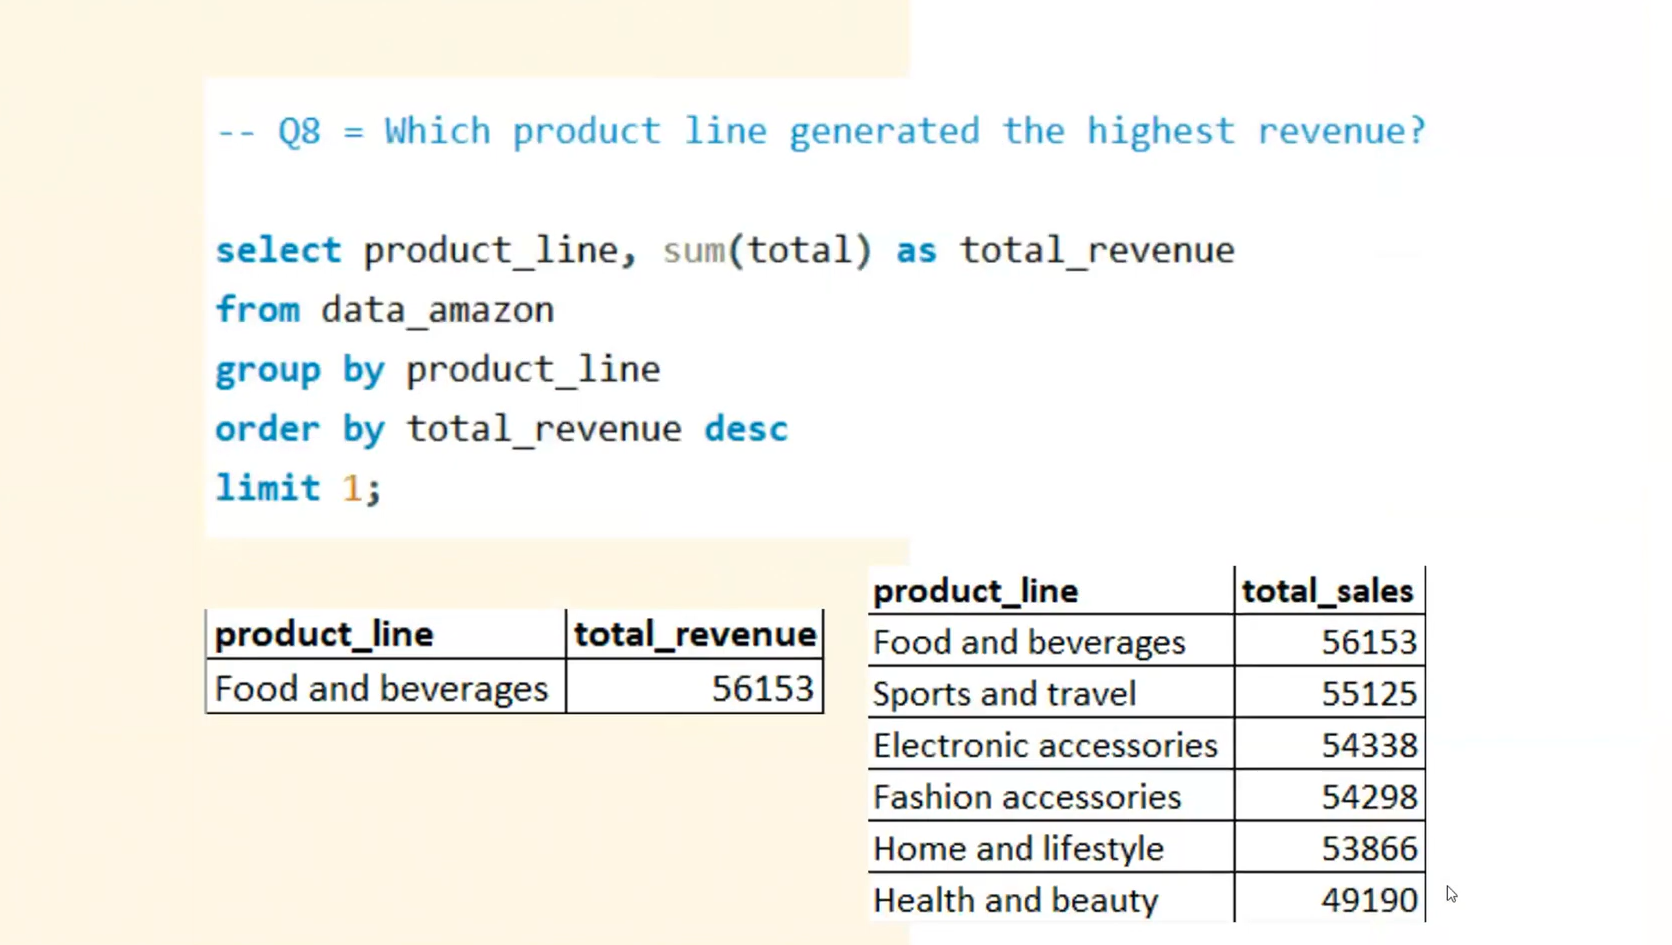 -- Q8 = Which product line generated the highest revenue?
select product_line, sum(total) as total_revenue
from data_amazon
group by product_line
order by total_revenue desc
limit 1;
product_line total_revenue
Food and beverages 56153
product_line total_sales
Food and beverages 56153
Sports and travel 55125
Electronic accessories 54338
Fashion accessories 54298
Home and lifestyle 53866
Health and beauty 49190